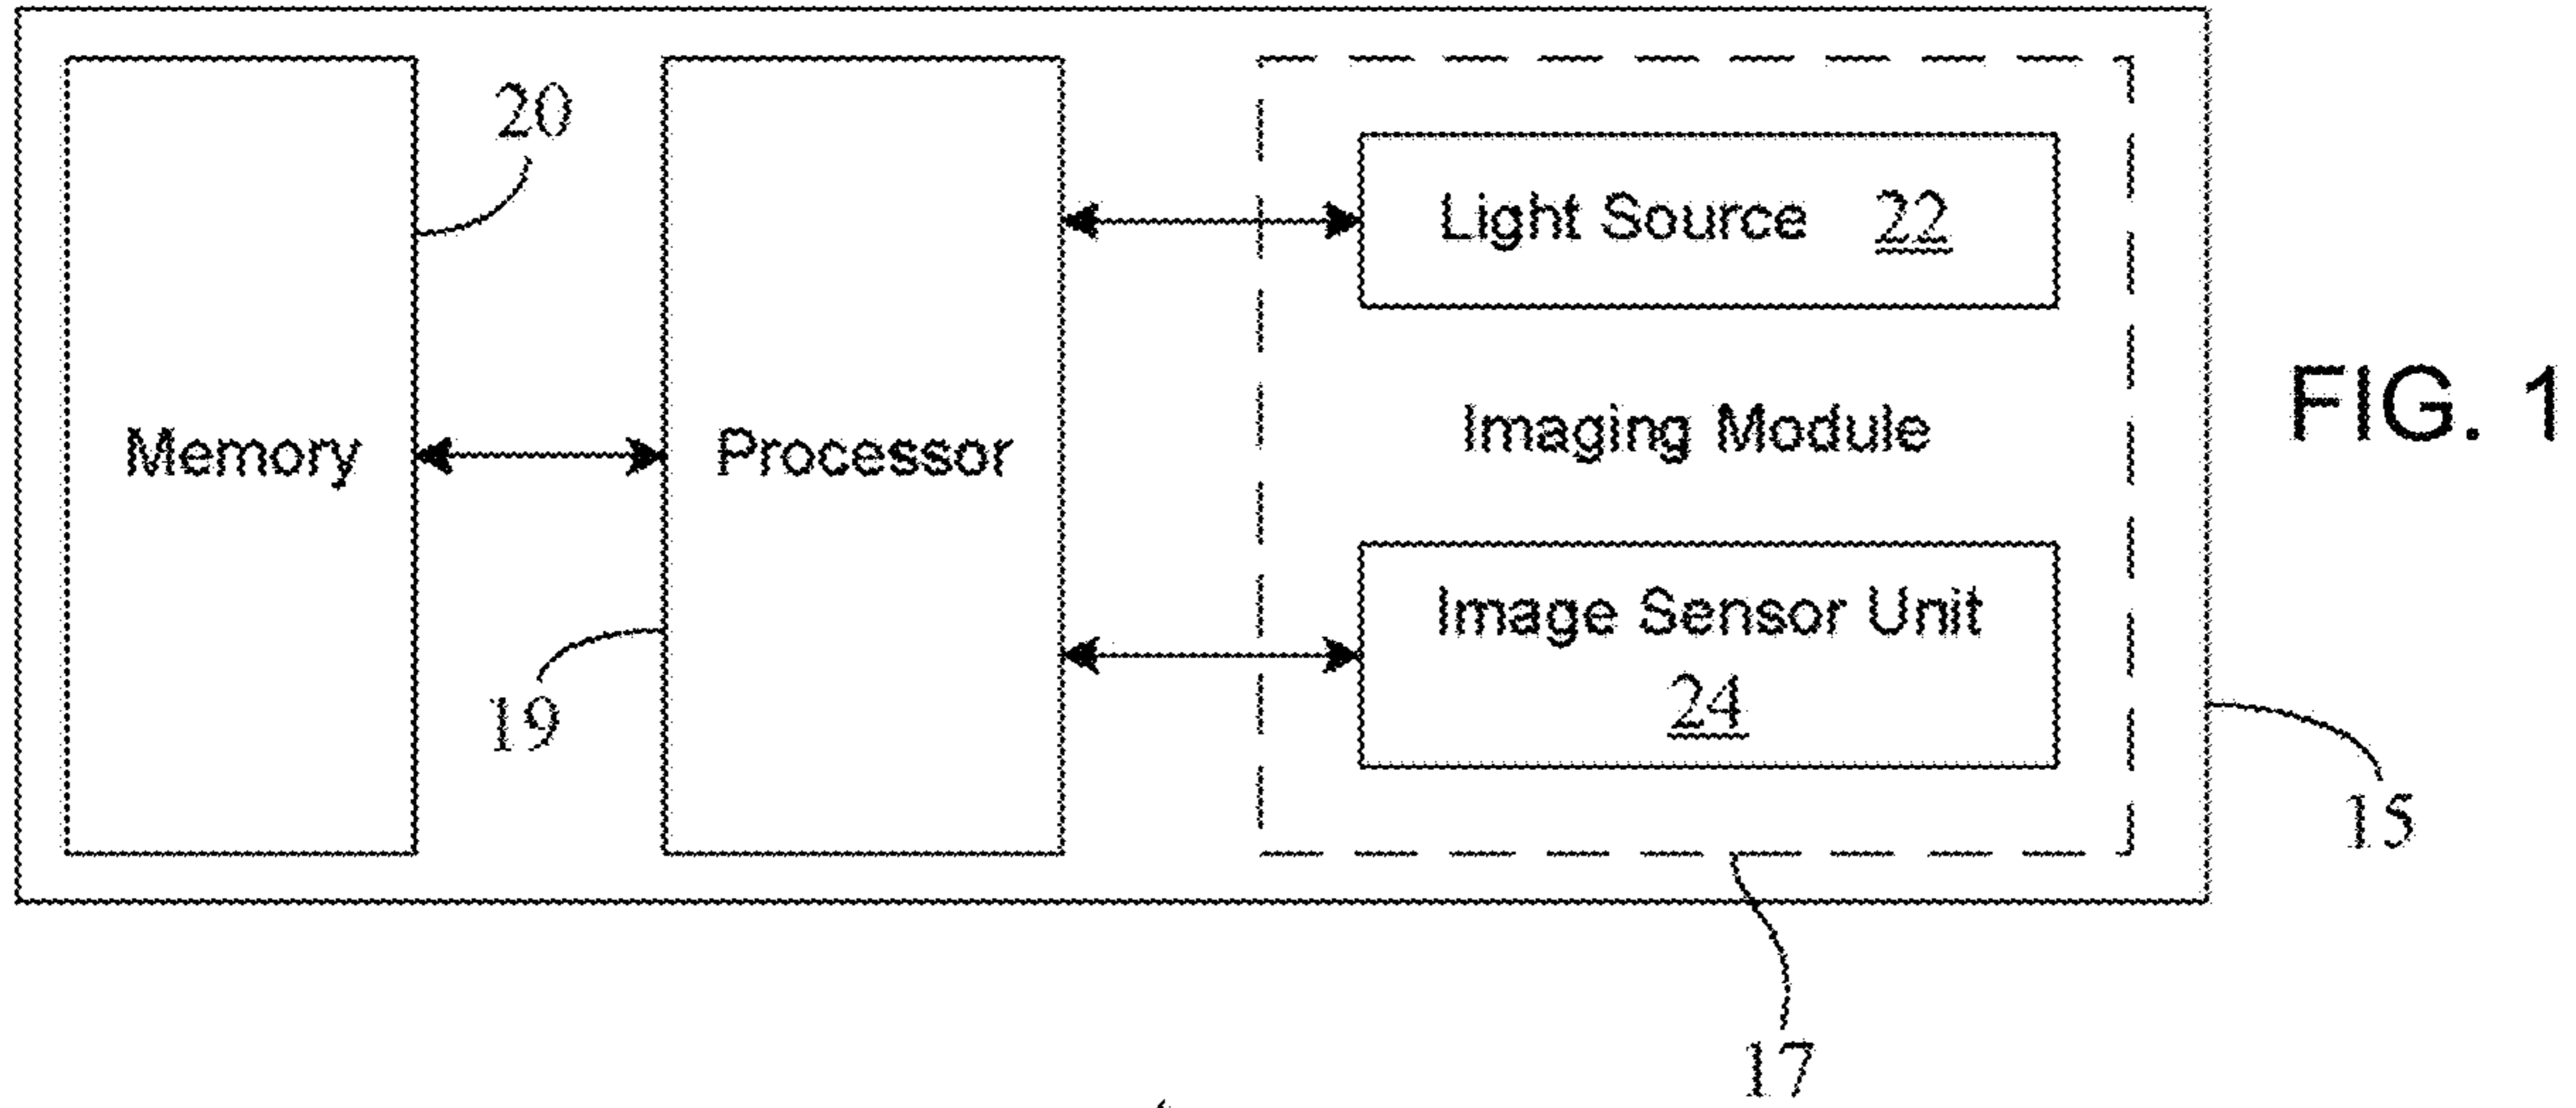 20
Light Source 22
FIG. 1
Imaging Module
Memory
Processor
Image Sensor Unit
24
19
15
17